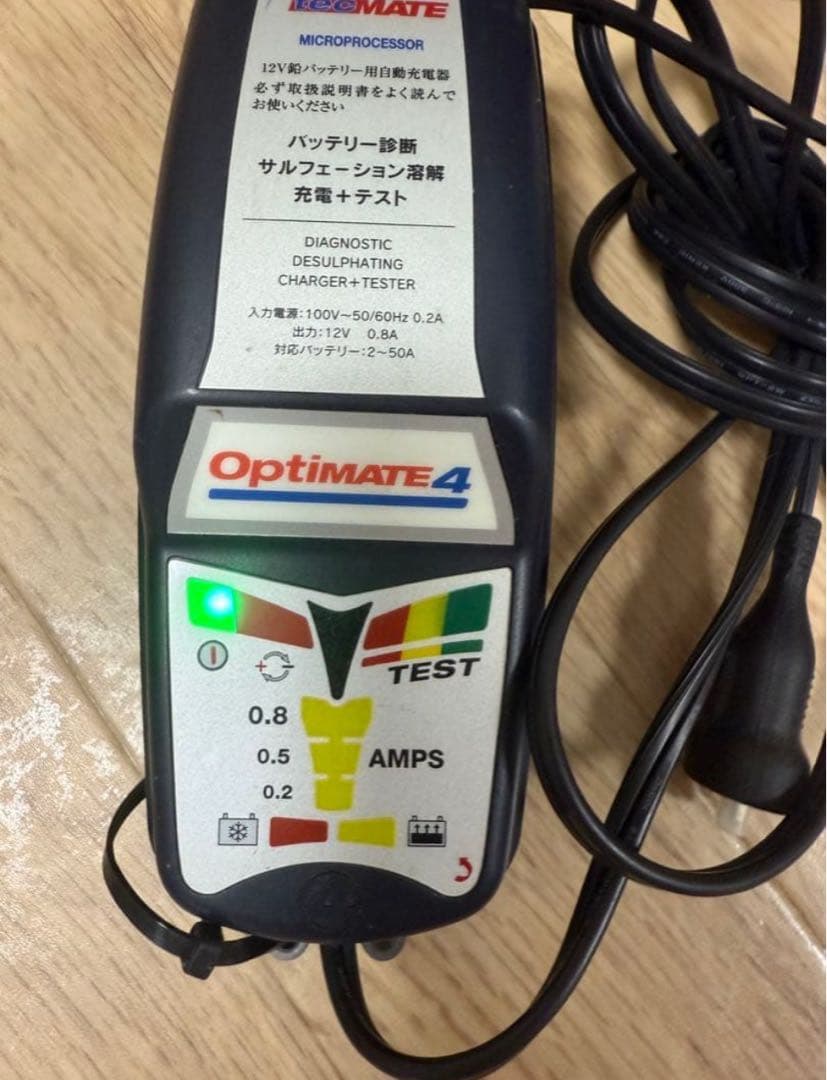 tecMATE
MICROPROCESSOR
12V鉛バッテリー用自動充電器
必ず取扱説明書をよく読んで
お使いください
バッテリー診断
サルフェーション溶解
充電+テスト
DIAGNOSTIC
DESULPHATING
CHARGER+TESTER
入力電源:100V〜50/60Hz 0.2A
出力:12V 0.8A
対応バッテリー:2〜50A
OptiMATE4
TEST
0.8
0.5 AMPS
0.2